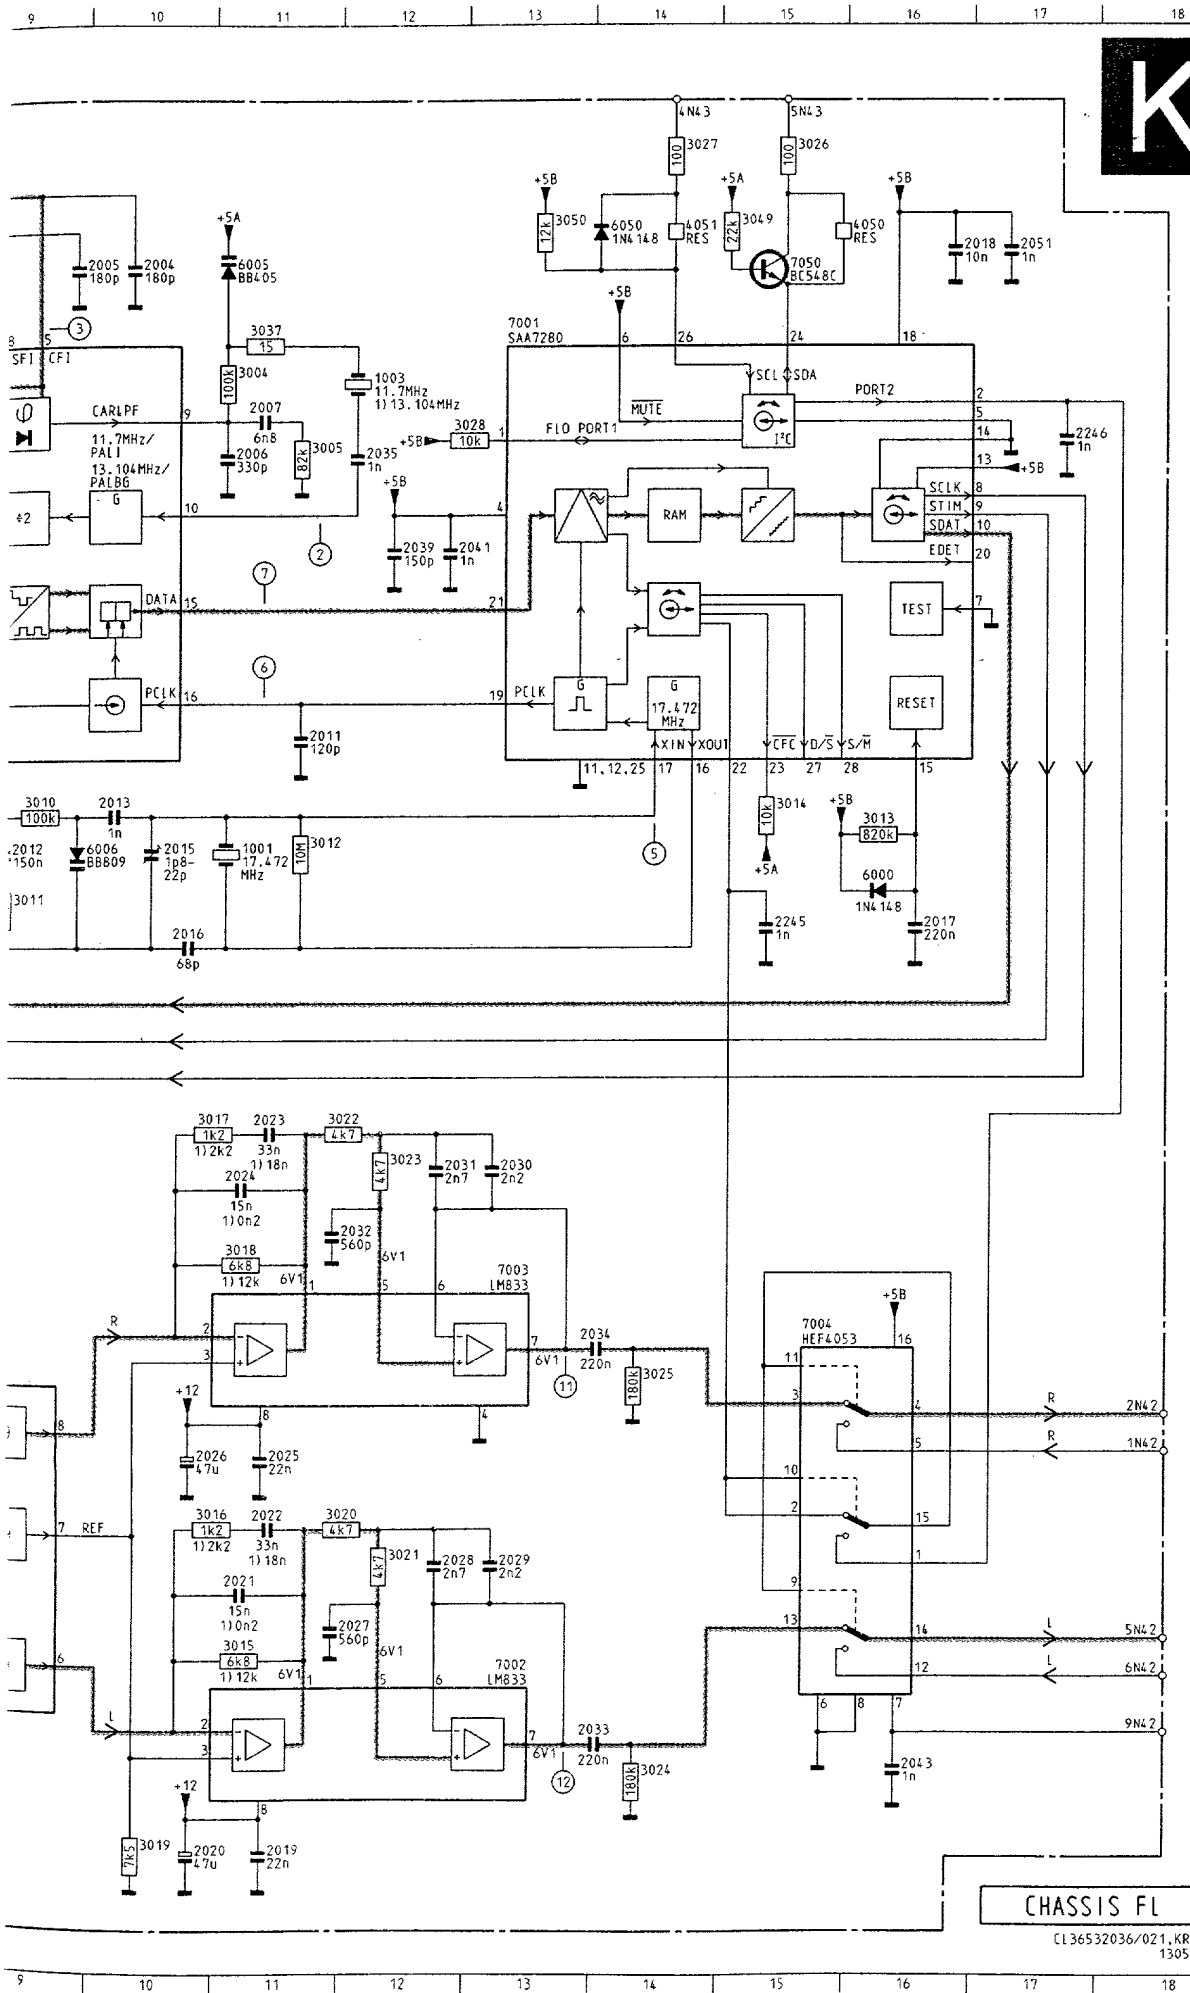 9 10 11 12 13 14 15 16 17 18
K
4N43 5N43
3027 100
3026 100
+5B
+5A
+5B
3050 12k
6050 1N4148
4051 RES
3049 22k
4050 RES
7050 BC548C
2018 10n
2051 1n
+5A
2005 180p
2004 180p
6005 BB405
+5B
3
8 5
SFI CFI
3037 15
7001 SAA7280
6 26 24 18
3004 100k
1003
11.7MHz
1)13.104MHz
SCL SDA
PORT2 2
CARLPF 9
11.7MHz/
PALI
13.104MHz/
PALBG
2007 6n8
2006 330p
3005 82k
2035 1n
+5B
3028 10k
1
MUTE
FLO PORT1
I²C
5
14
13
+5B
2246 1n
÷2
G
10
+5B
4
RAM
SCLK 8
STIM 9
SDAT 10
EDET 20
2
2039 150p
2041 1n
7
DATA 15
21
TEST
7
6
PCLK 16
19 PCLK
G
G
17.472 MHz
RESET
2011 120p
XIN XOUT CFC D/S S/M
11,12,25 17 16 22 23 27 28 15
3010 100k
2013 1n
3014 10k
+5B
3013 820k
.2012 150n
6006 BB809
2015
1p8-
22p
1001
17.472
MHz
3012 10M
5
+5A
6000
1N4148
3011
2016 68p
2245 1n
2017 220n
3017 1k2 1)2k2
2023 33n 1)18n
3022 4k7
3023 4k7
2031 2n7
2030 2n2
2024 15n 1)0n2
2032 560p
3018 6k8 1)12k
6V1
6V1
1 5 6
7003 LM833
R
2
3
7
6V1
2034 220n
11
3025 180k
+5B
7004 HEF4053
16
11
+12
8 4
3
4 R 2N42
8
2026 47u
2025 22n
5 R 1N42
10
2
15
7 REF
3016 1k2 1)2k2
2022 33n 1)18n
3020 4k7
3021 4k7
2028 2n7
2029 2n2
1
2021 15n 1)0n2
2027 560p
9
13
14 L 5N42
6
3015 6k8 1)12k
6V1
6V1
1 5 6
7002 LM833
12 L 6N42
L
2
3
7
6V1
2033 220n
6 8 7
9N42
12
3024 180k
2043 1n
+12
8
3019 7k5
2020 47u
2019 22n
CHASSIS FL
CL36532036/021,KR
1305
9 10 11 12 13 14 15 16 17 18